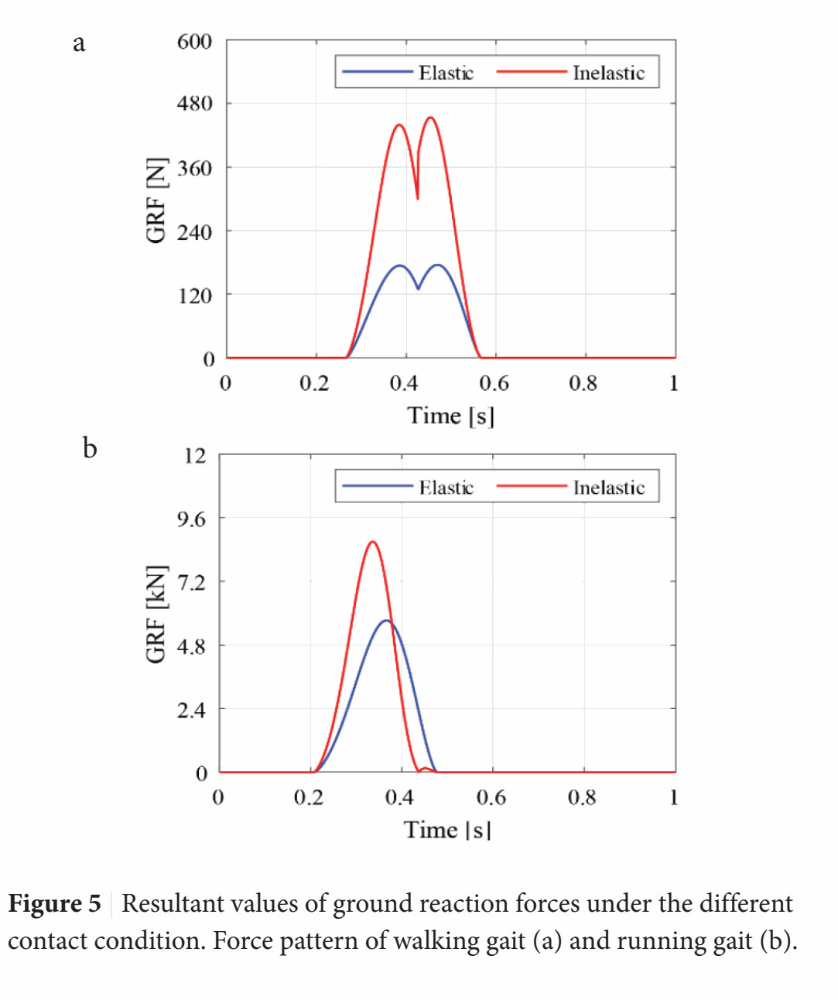 a
600
Elastic Inelastic
480
360
GRF [N]
240
120
0
0 0.2 0.4 0.6 0.8 1
Time [s]
b
12
Elastic Inelastic
9.6
7.2
GRF [kN]
4.8
2.4
0
0 0.2 0.4 0.6 0.8 1
Time [s]
Figure 5 | Resultant values of ground reaction forces under the different
contact condition. Force pattern of walking gait (a) and running gait (b).